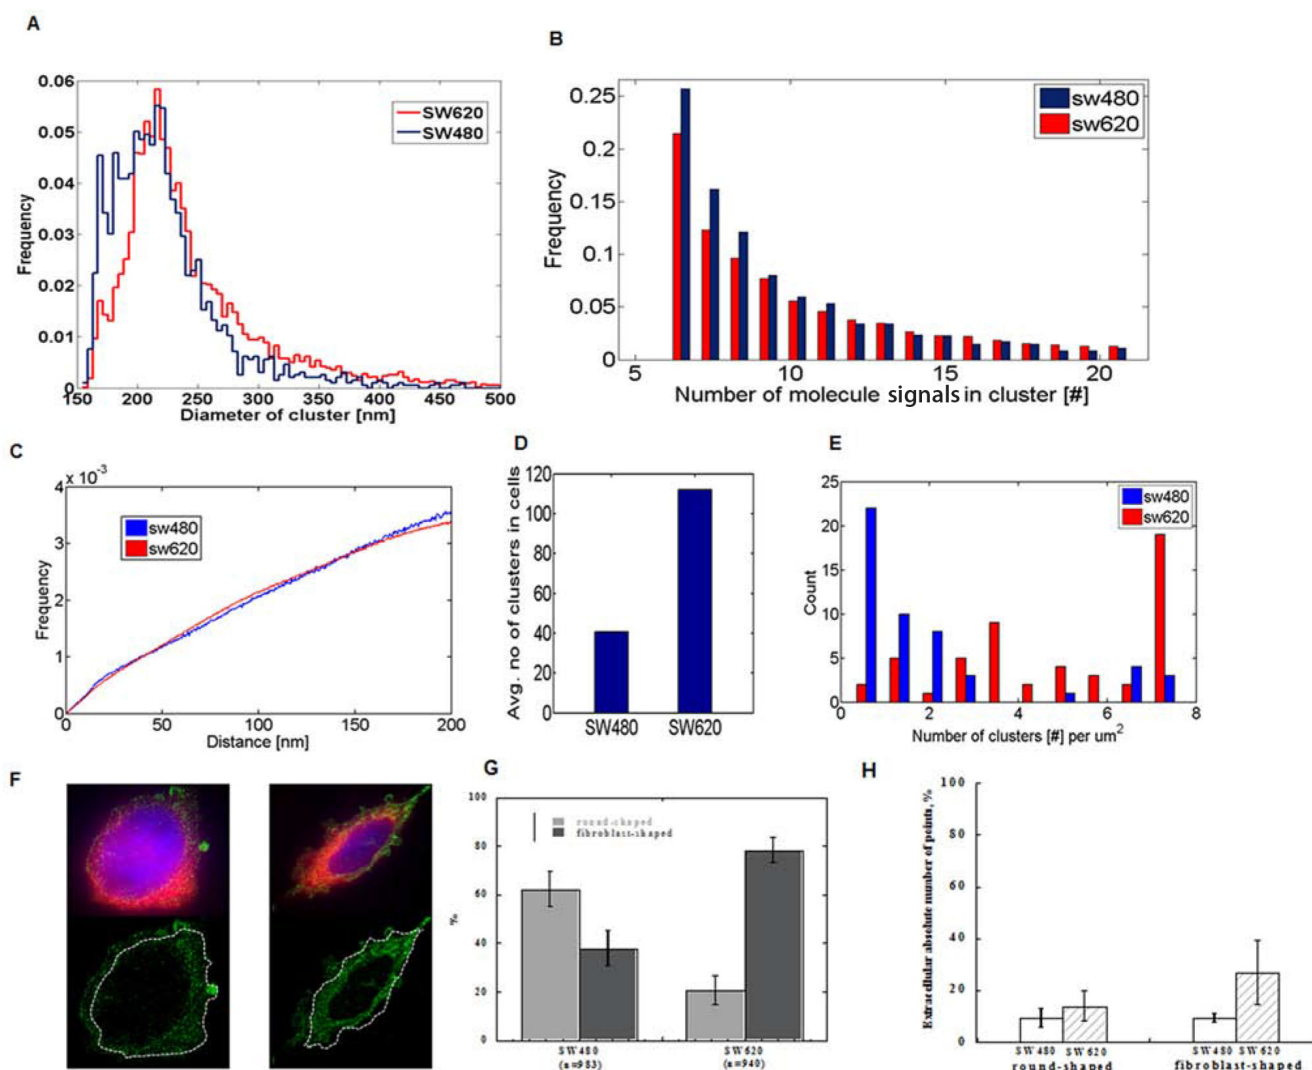 A
0.06
0.05
0.04
0.03
0.02
0.01
0
Frequency
SW620
SW480
150 200 250 300 350 400 450 500
Diameter of cluster [nm]
B
0.25
0.2
0.15
0.1
0.05
0
Frequency
sw480
sw620
5 10 15 20
Number of molecule signals in cluster [#]
C
x 10⁻³
4
3
2
1
0
Frequency
sw480
sw620
0 50 100 150 200
Distance [nm]
D
120
100
80
60
40
20
0
Avg. no of clusters in cells
SW480 SW620
E
25
20
15
10
5
0
Count
sw480
sw620
0 2 4 6 8
Number of clusters [#] per um²
F
G
100
80
60
40
20
0
%
round-shaped
fibroblast-shaped
SW480 SW620
(n=983) (n=940)
H
100
80
60
40
20
0
Extracellular absolute number of points, %
SW480 SW620 SW480 SW620
round-shaped fibroblast-shaped